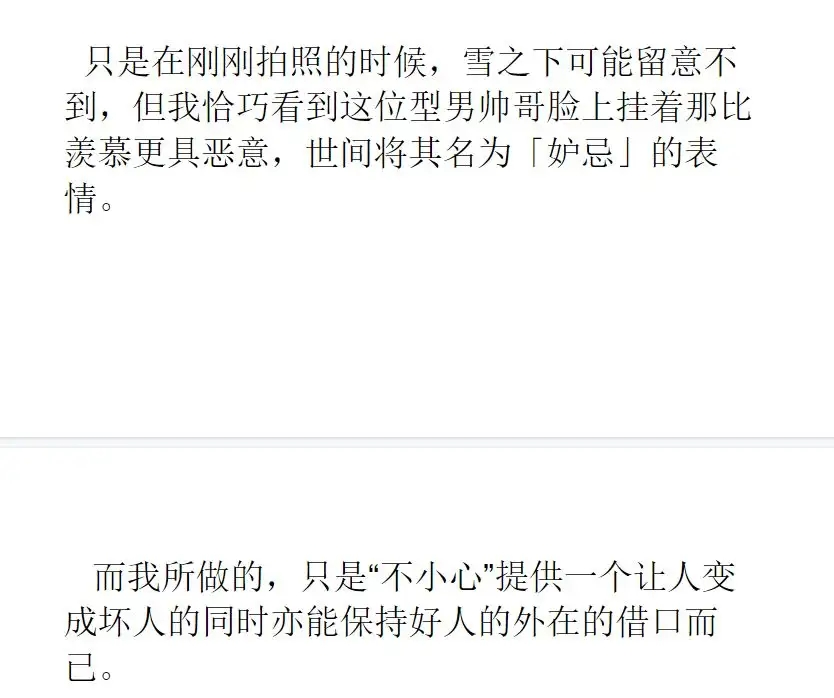 只是在刚刚拍照的时候，雪之下可能留意不
到，但我恰巧看到这位型男帅哥脸上挂着那比
羡慕更具恶意，世间将其名为「妒忌」的表
情。
而我所做的，只是“不小心”提供一个让人变
成坏人的同时亦能保持好人的外在的借口而
已。